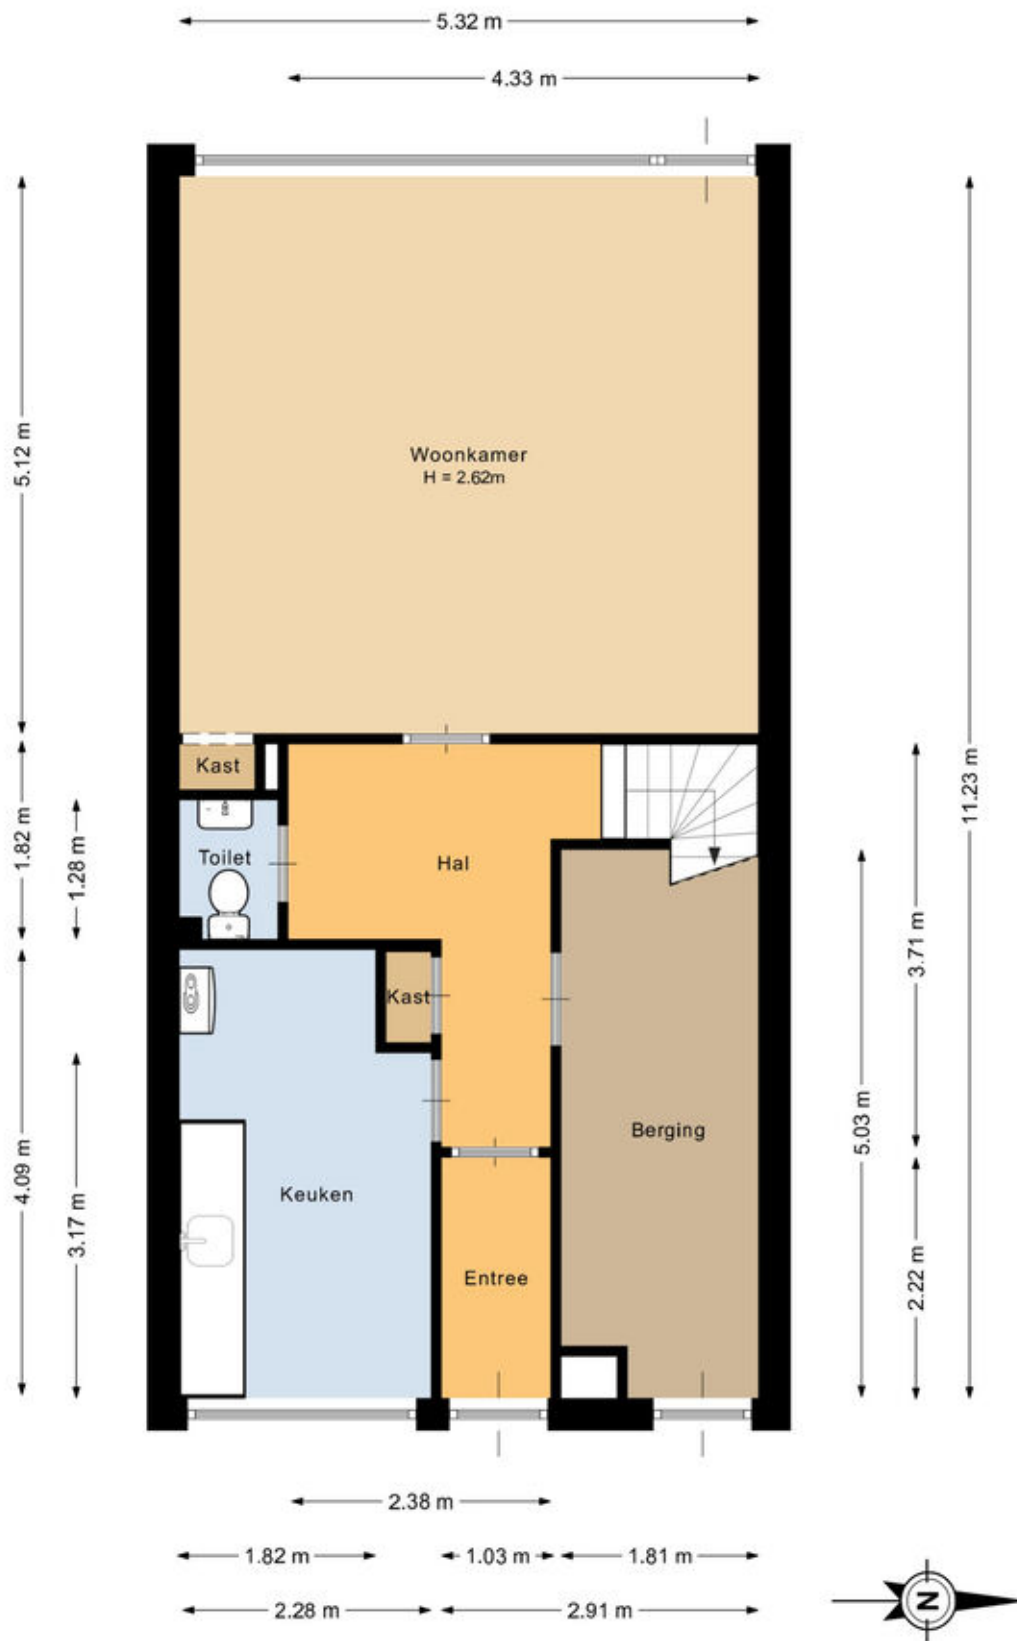 5.32 m
4.33 m
5.12 m
Woonkamer
H = 2.62m
11.23 m
Kast
1.82 m
1.28 m
Toilet
Hal
3.71 m
Kast
5.03 m
Berging
4.09 m
3.17 m
Keuken
Entree
2.22 m
2.38 m
1.82 m
1.03 m
1.81 m
2.28 m
2.91 m
N